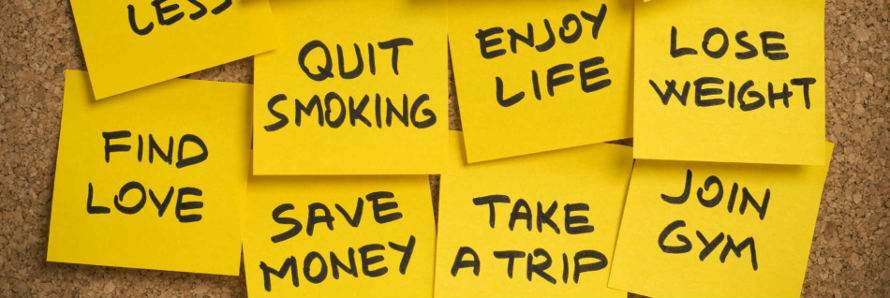 LESS
QUIT
SMOKING
ENJOY
LIFE
LOSE
WEIGHT
FIND
LOVE
SAVE
MONEY
TAKE
A TRIP
JOIN
GYM